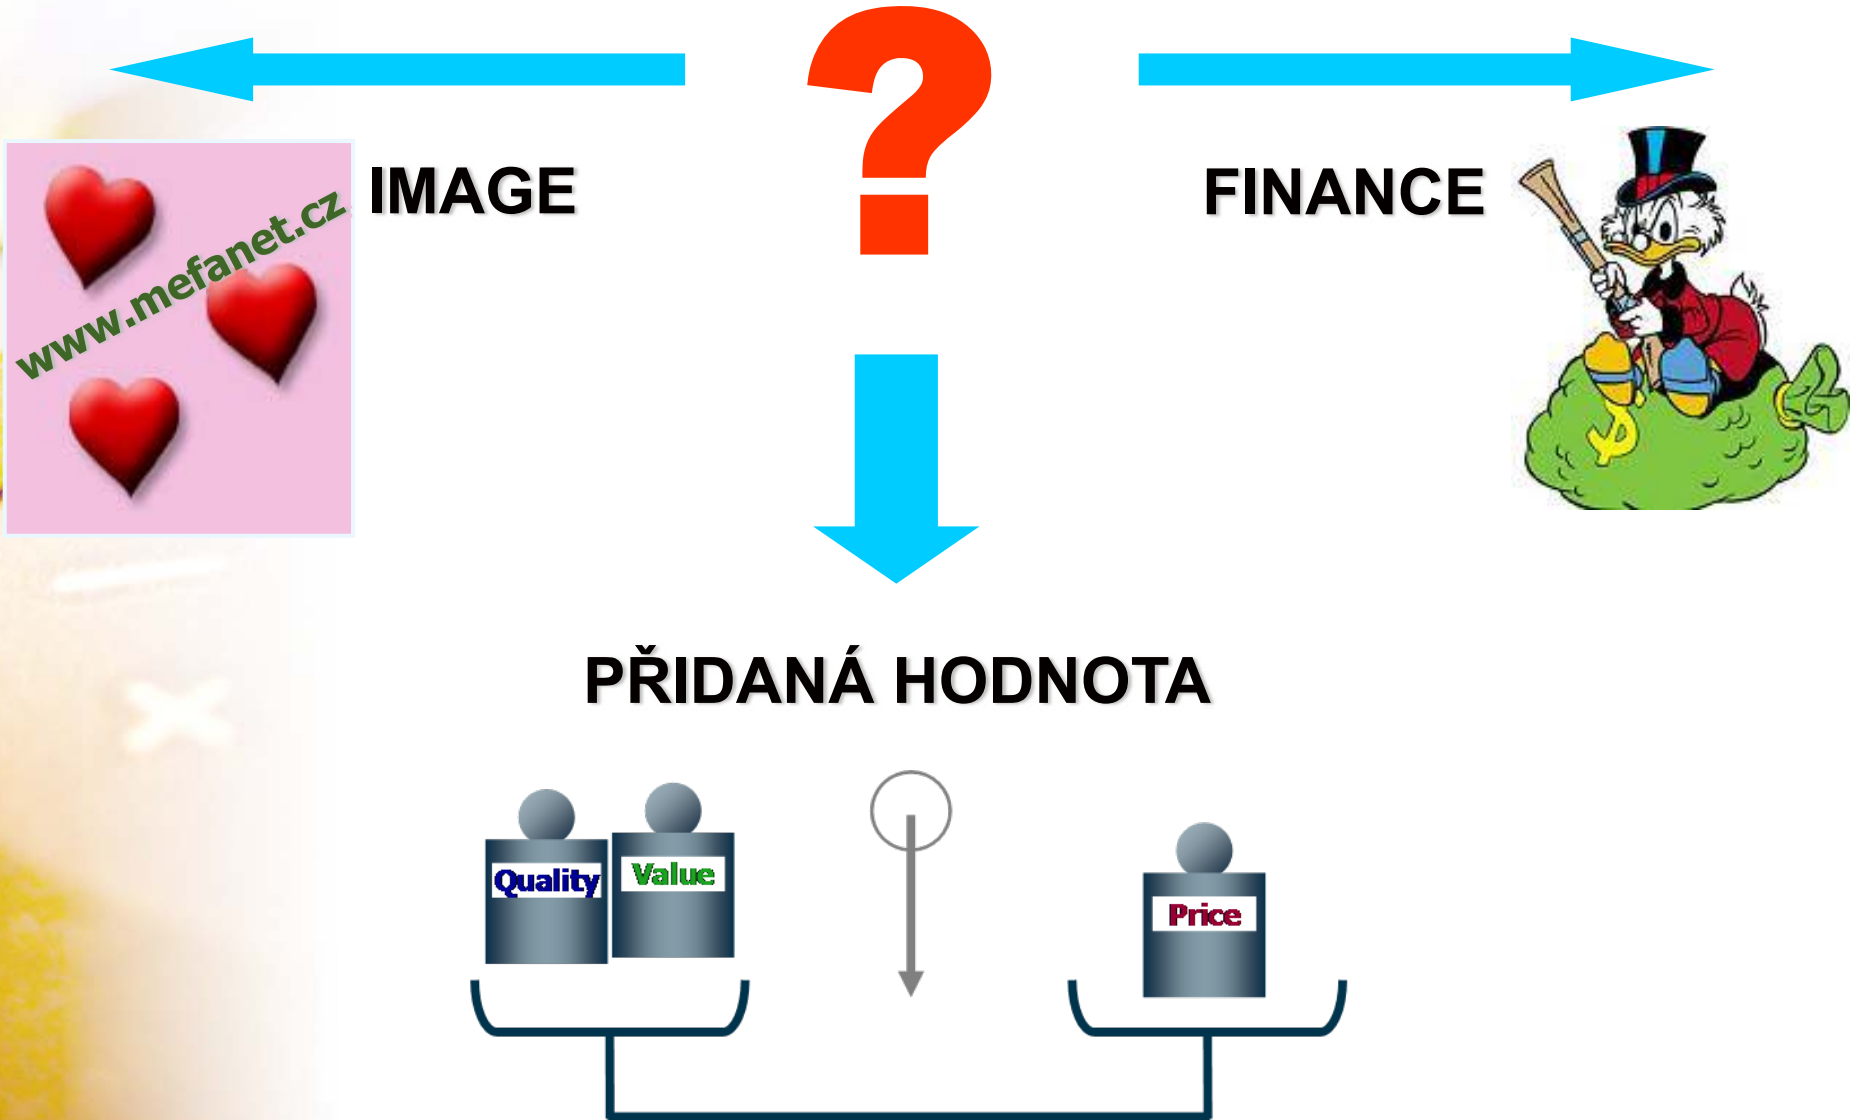 ?
IMAGE
FINANCE
www.mefanet.cz
$
PŘIDANÁ HODNOTA
Quality
Value
Price